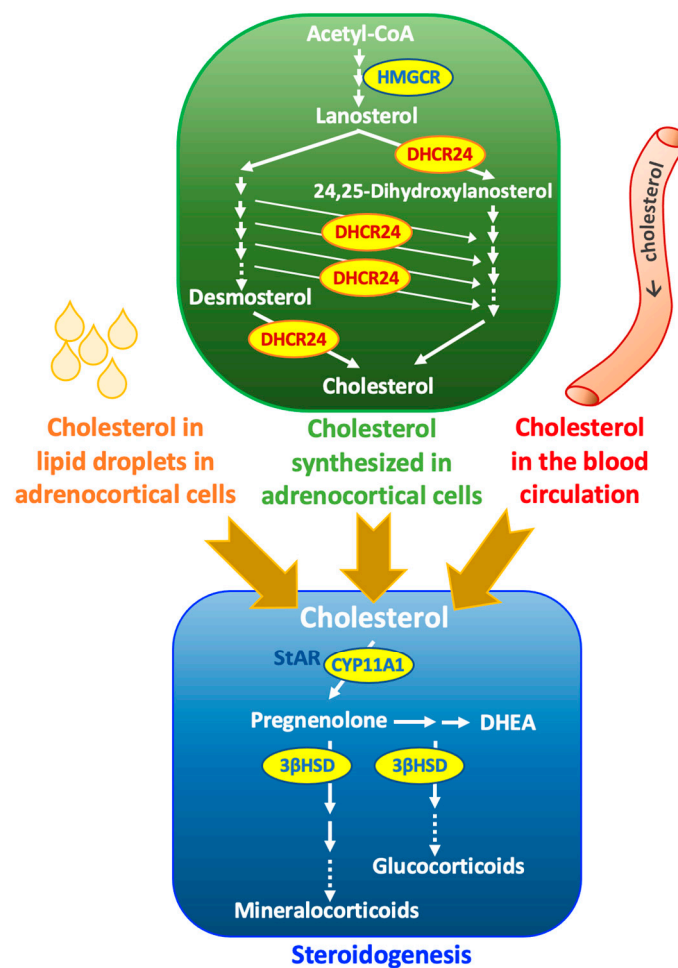 Acetyl-CoA
HMGCR
Lanosterol
DHCR24
24,25-Dihydroxylanosterol
DHCR24
DHCR24
Desmosterol
DHCR24
Cholesterol
← cholesterol
Cholesterol in
lipid droplets in
adrenocortical cells
Cholesterol
synthesized in
adrenocortical cells
Cholesterol
in the blood
circulation
Cholesterol
StAR CYP11A1
Pregnenolone DHEA
3βHSD 3βHSD
Glucocorticoids
Mineralocorticoids
Steroidogenesis